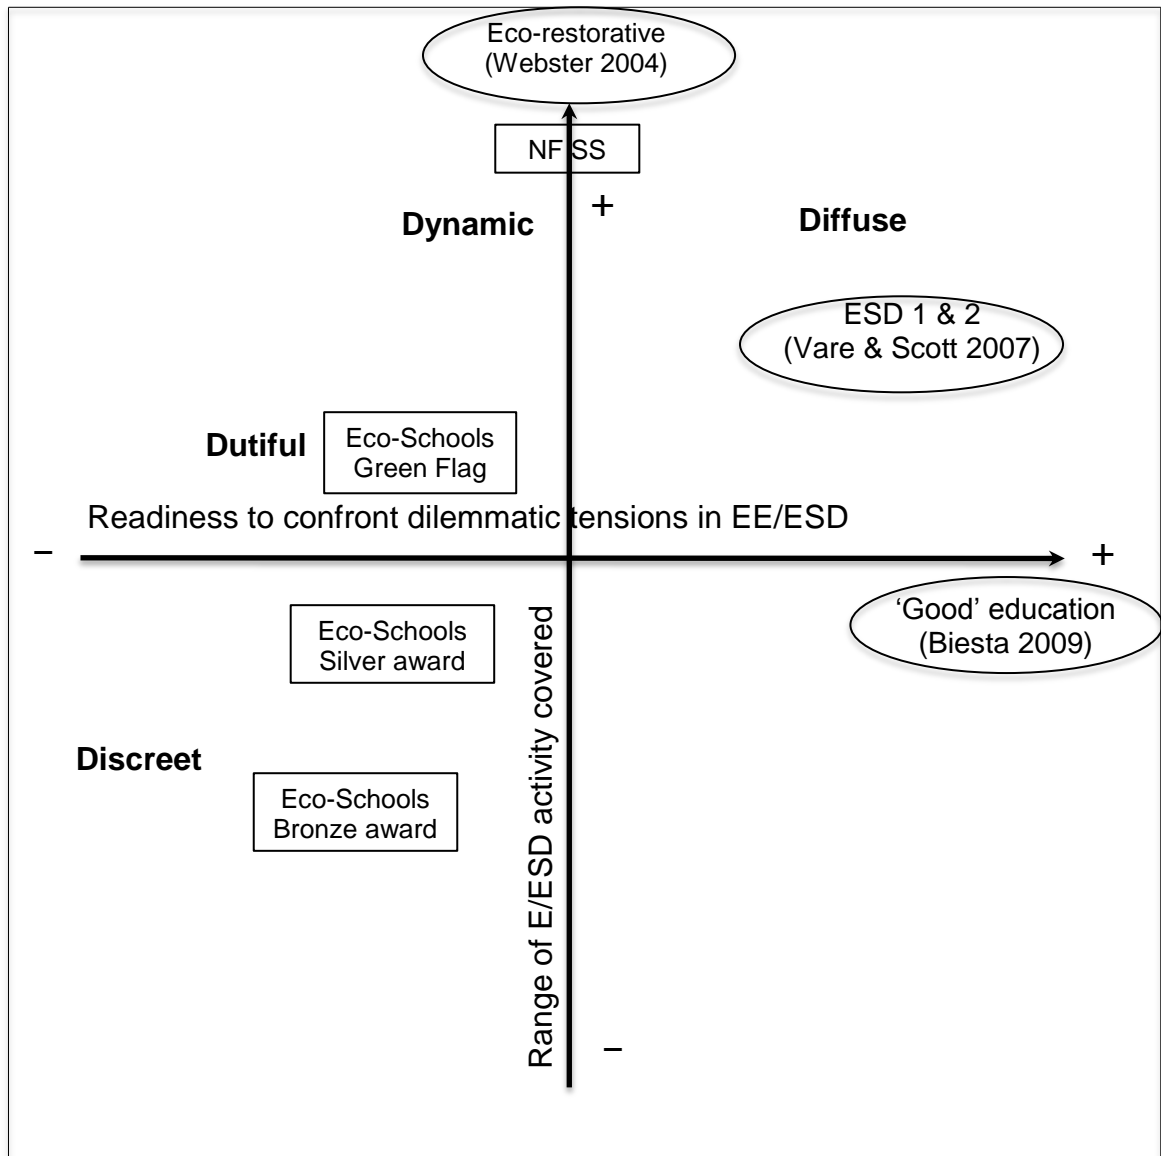 Eco-restorative
(Webster 2004)
NFSS
+
Dynamic
Diffuse
ESD 1 & 2
(Vare & Scott 2007)
Dutiful
Eco-Schools
Green Flag
Readiness to confront dilemmatic tensions in EE/ESD
–
+
'Good' education
(Biesta 2009)
Eco-Schools
Silver award
Discreet
Eco-Schools
Bronze award
Range of E/ESD activity covered
–